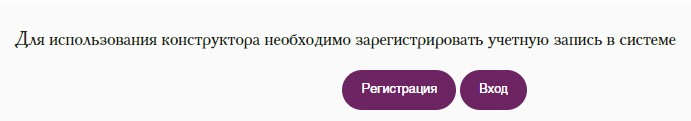 Для использования конструктора необходимо зарегистрировать учетную запись в системе
Регистрация Вход